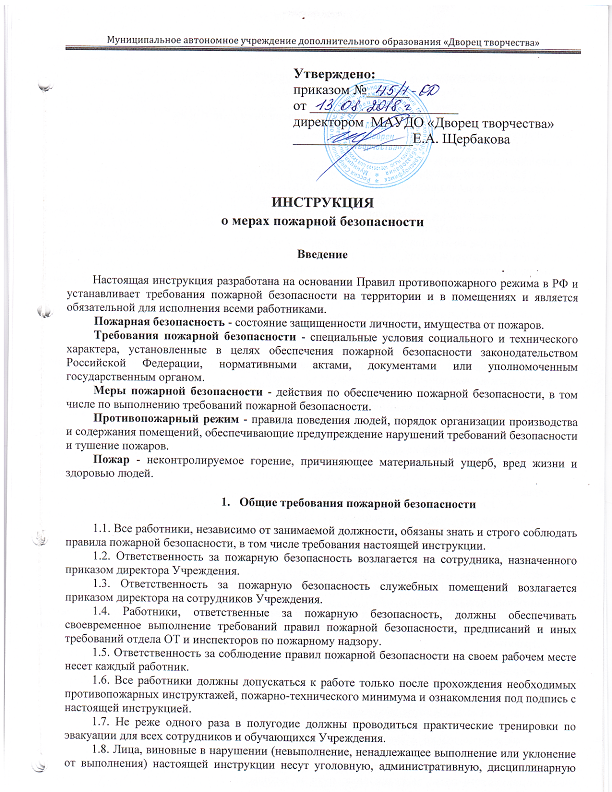 Муниципальное автономное учреждение дополнительного образования «Дворец творчества»
Утверждено:
приказом № 45/1-ОД
от 13 08.2018 г
директором МАУДО «Дворец творчества»
Е.А. Щербакова
ИНСТРУКЦИЯ
о мерах пожарной безопасности
Введение
Настоящая инструкция разработана на основании Правил противопожарного режима в РФ и
устанавливает требования пожарной безопасности на территории и в помещениях и является
обязательной для исполнения всеми работниками.
Пожарная безопасность - состояние защищенности личности, имущества от пожаров.
Требования пожарной безопасности - специальные условия социального и технического
характера, установленные в целях обеспечения пожарной безопасности законодательством
Российской Федерации, нормативными актами, документами или уполномоченным
государственным органом.
Меры пожарной безопасности - действия по обеспечению пожарной безопасности, в том
числе по выполнению требований пожарной безопасности.
Противопожарный режим - правила поведения людей, порядок организации производства
и содержания помещений, обеспечивающие предупреждение нарушений требований безопасности
и тушение пожаров.
Пожар - неконтролируемое горение, причиняющее материальный ущерб, вред жизни и
здоровью людей.
1. Общие требования пожарной безопасности
1.1. Все работники, независимо от занимаемой должности, обязаны знать и строго соблюдать
правила пожарной безопасности, в том числе требования настоящей инструкции.
1.2. Ответственность за пожарную безопасность возлагается на сотрудника, назначенного
приказом директора Учреждения.
1.3. Ответственность за пожарную безопасность служебных помещений возлагается
приказом директора на сотрудников Учреждения.
1.4. Работники, ответственные за пожарную безопасность, должны обеспечивать
своевременное выполнение требований правил пожарной безопасности, предписаний и иных
требований отдела ОТ и инспекторов по пожарному надзору.
1.5. Ответственность за соблюдение правил пожарной безопасности на своем рабочем месте
несет каждый работник.
1.6. Все работники должны допускаться к работе только после прохождения необходимых
противопожарных инструктажей, пожарно-технического минимума и ознакомления под подпись с
настоящей инструкцией.
1.7. Не реже одного раза в полугодие должны проводиться практические тренировки по
эвакуации для всех сотрудников и обучающихся Учреждения.
1.8. Лица, виновные в нарушении (невыполнение, ненадлежащее выполнение или уклонение
от выполнения) настоящей инструкции несут уголовную, административную, дисциплинарную